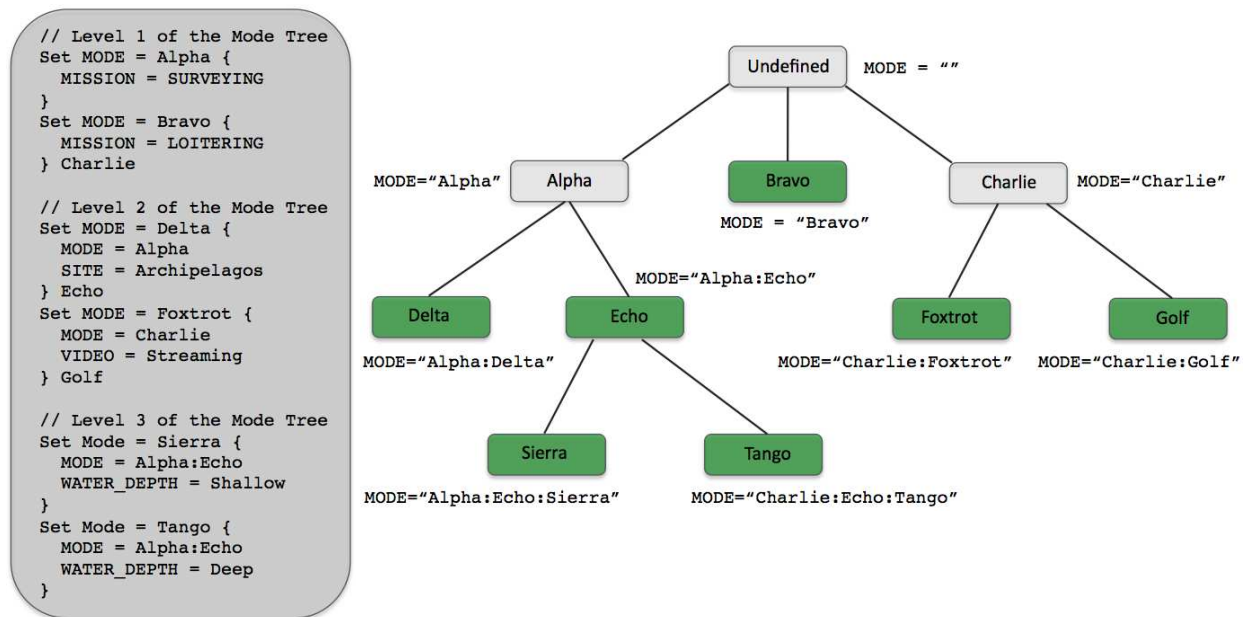 // Level 1 of the Mode Tree
Set MODE = Alpha {
  MISSION = SURVEYING
}
Set MODE = Bravo {
  MISSION = LOITERING
} Charlie

// Level 2 of the Mode Tree
Set MODE = Delta {
  MODE = Alpha
  SITE = Archipelagos
} Echo
Set MODE = Foxtrot {
  MODE = Charlie
  VIDEO = Streaming
} Golf

// Level 3 of the Mode Tree
Set Mode = Sierra {
  MODE = Alpha:Echo
  WATER_DEPTH = Shallow
}
Set Mode = Tango {
  MODE = Alpha:Echo
  WATER_DEPTH = Deep
}
Undefined
MODE = “”
MODE=“Alpha”
Alpha
Bravo
Charlie
MODE=“Charlie”
MODE = “Bravo”
MODE=“Alpha:Echo”
Delta
Echo
Foxtrot
Golf
MODE=“Alpha:Delta”
MODE=“Charlie:Foxtrot”
MODE=“Charlie:Golf”
Sierra
Tango
MODE=“Alpha:Echo:Sierra”
MODE=“Charlie:Echo:Tango”